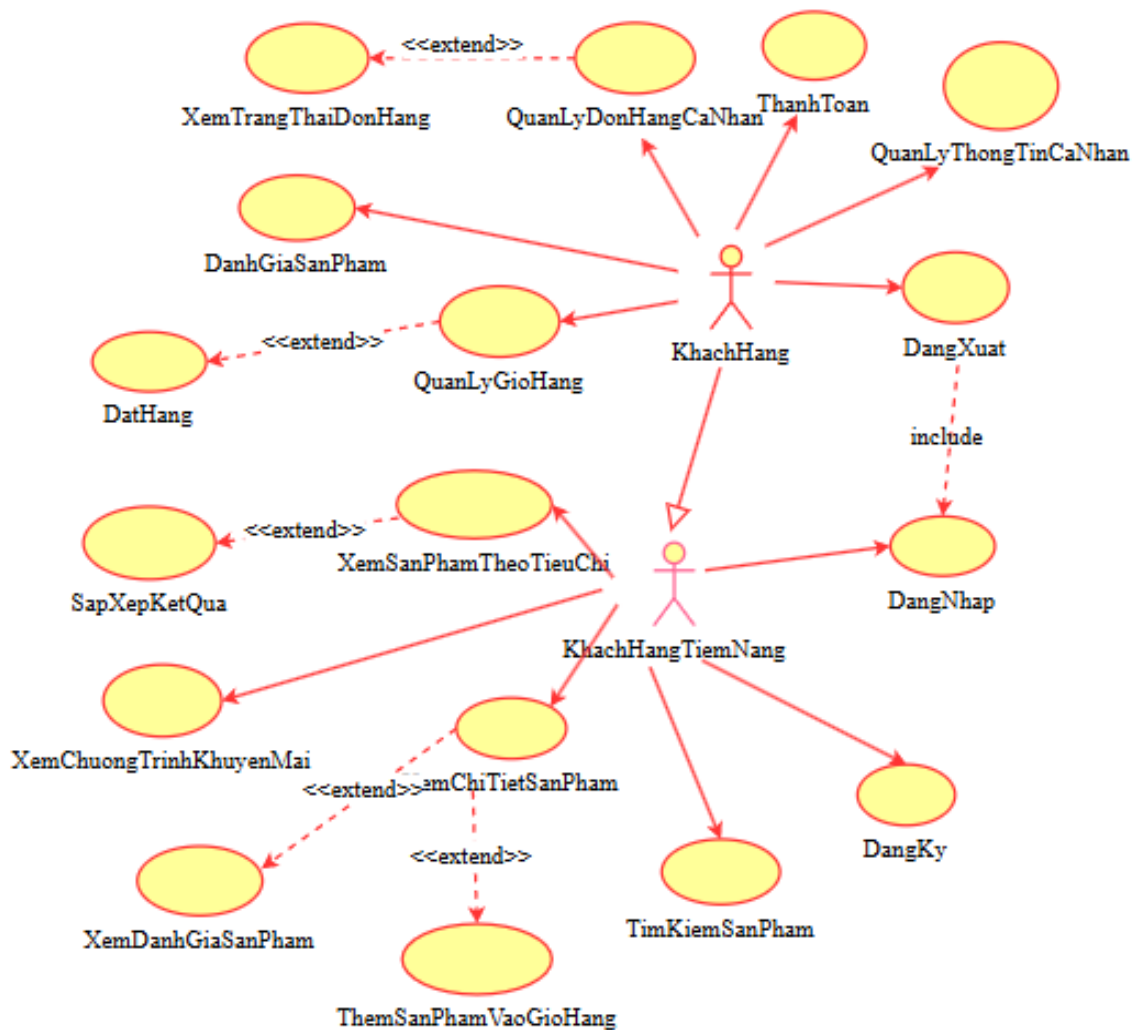 <<extend>>
XemTrangThaiDonHang
QuanLyDonHangCaNhan
ThanhToan
QuanLyThongTinCaNhan
DanhGiaSanPham
<<extend>>
DatHang
QuanLyGioHang
KhachHang
DangXuat
include
<<extend>>
SapXepKetQua
XemSanPhamTheoTieuChi
DangNhap
KhachHangTiemNang
XemChuongTrinhKhuyenMai
<<extend>>
emChiTietSanPham
<<extend>>
DangKy
XemDanhGiaSanPham
TimKiemSanPham
ThemSanPhamVaoGioHang